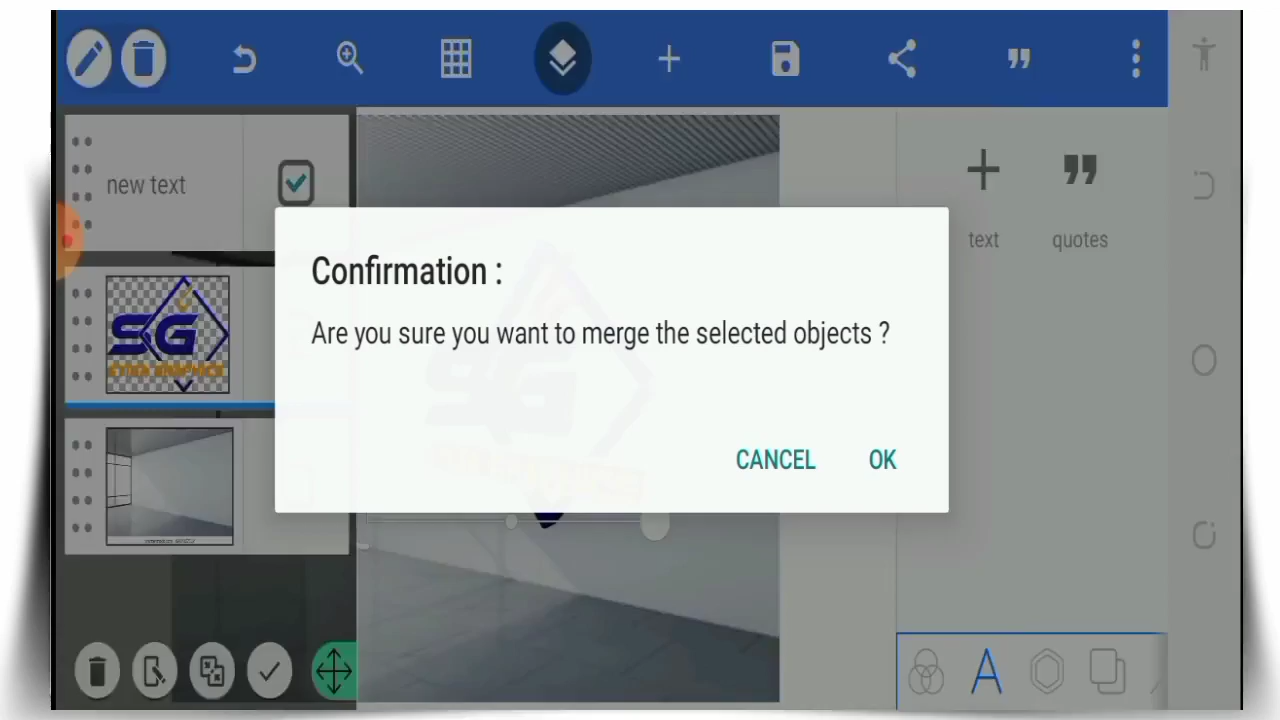 new text
SG
Confirmation :
Are you sure you want to merge the selected objects ?
CANCEL
OK
text
quotes